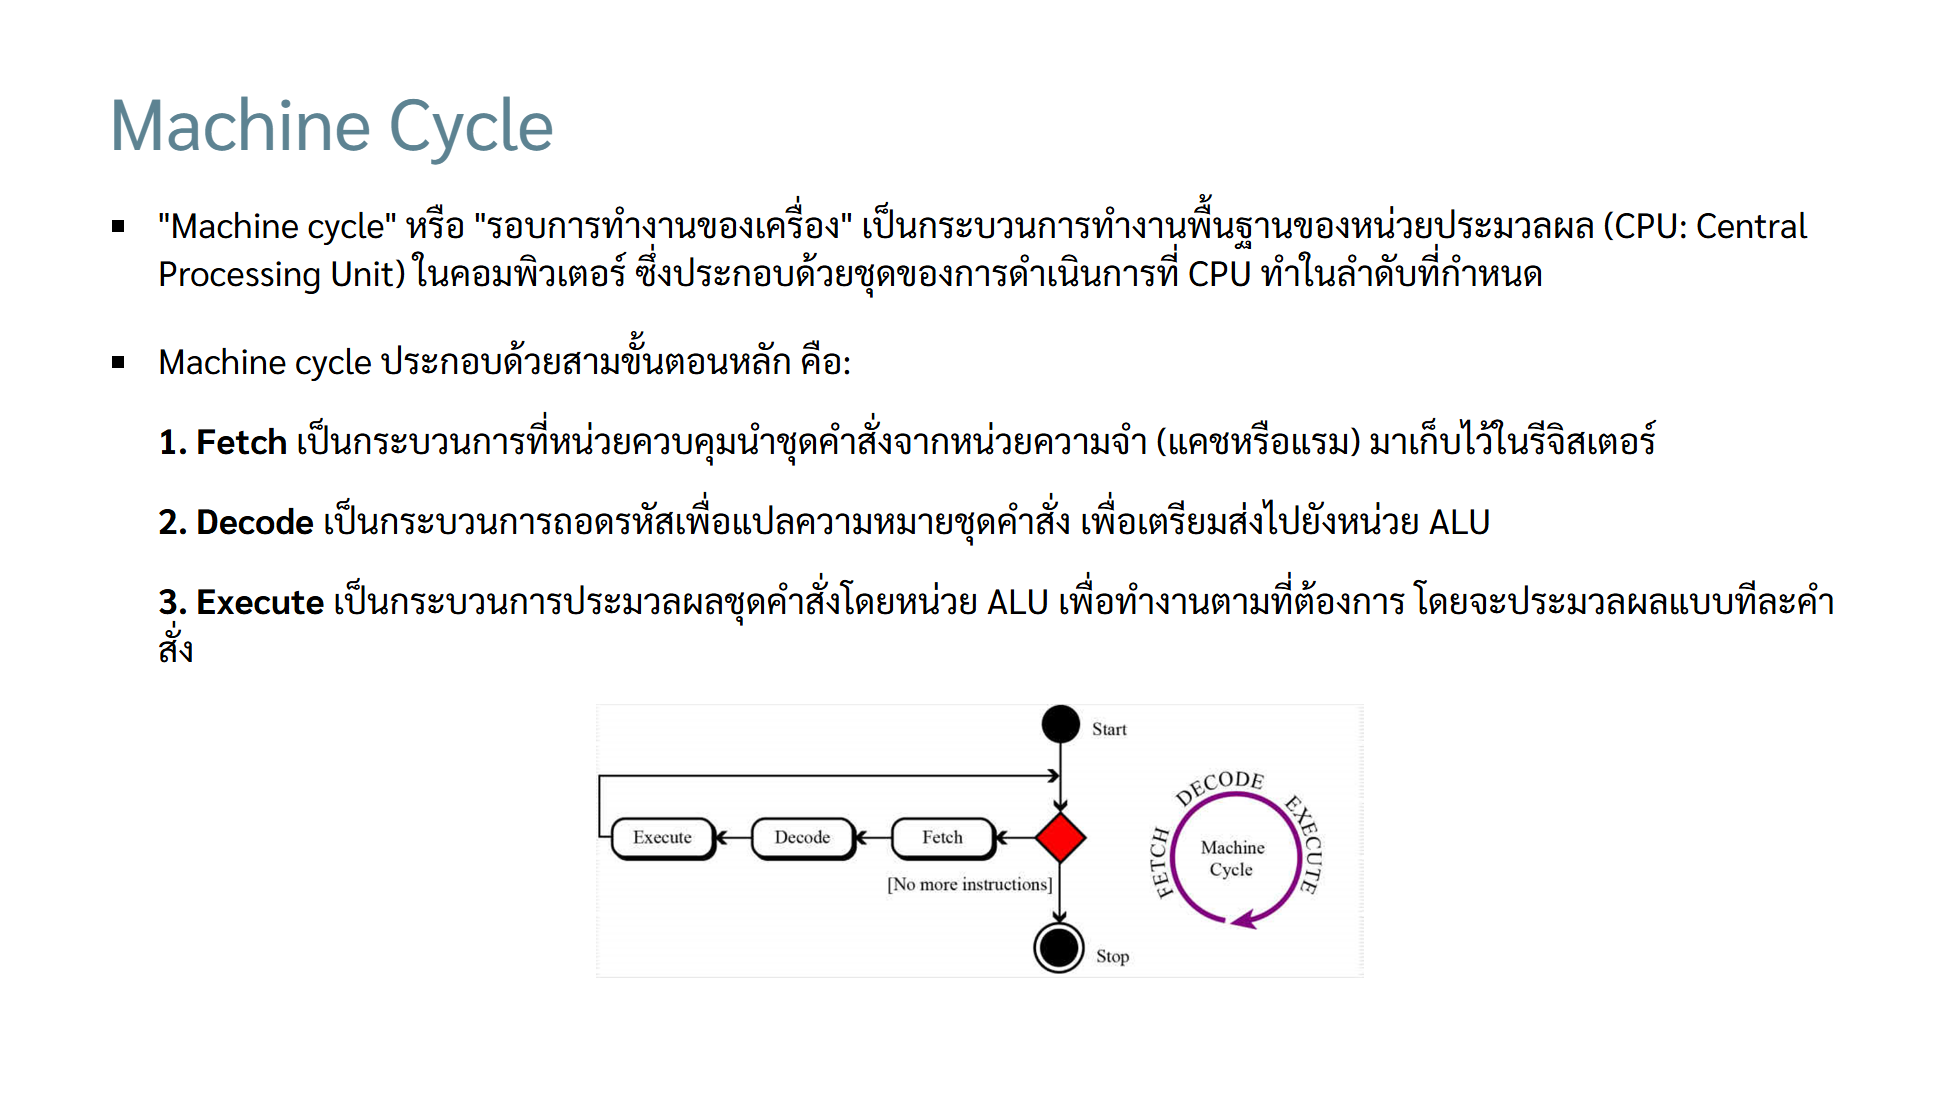 Machine Cycle
▪ "Machine cycle" หรือ "รอบการทำงานของเครื่อง" เป็นกระบวนการทำงานพื้นฐานของหน่วยประมวลผล (CPU: Central
Processing Unit) ในคอมพิวเตอร์ ซึ่งประกอบด้วยชุดของการดำเนินการที่ CPU ทำในลำดับที่กำหนด
▪ Machine cycle ประกอบด้วยสามขั้นตอนหลัก คือ:
1. Fetch เป็นกระบวนการที่หน่วยควบคุมนำชุดคำสั่งจากหน่วยความจำ (แคชหรือแรม) มาเก็บไว้ในรีจิสเตอร์
2. Decode เป็นกระบวนการถอดรหัสเพื่อแปลความหมายชุดคำสั่ง เพื่อเตรียมส่งไปยังหน่วย ALU
3. Execute เป็นกระบวนการประมวลผลชุดคำสั่งโดยหน่วย ALU เพื่อทำงานตามที่ต้องการ โดยจะประมวลผลแบบทีละคำ
สั่ง
Start
Execute
Decode
Fetch
[No more instructions]
Stop
FETCH
DECODE
EXECUTE
Machine
Cycle